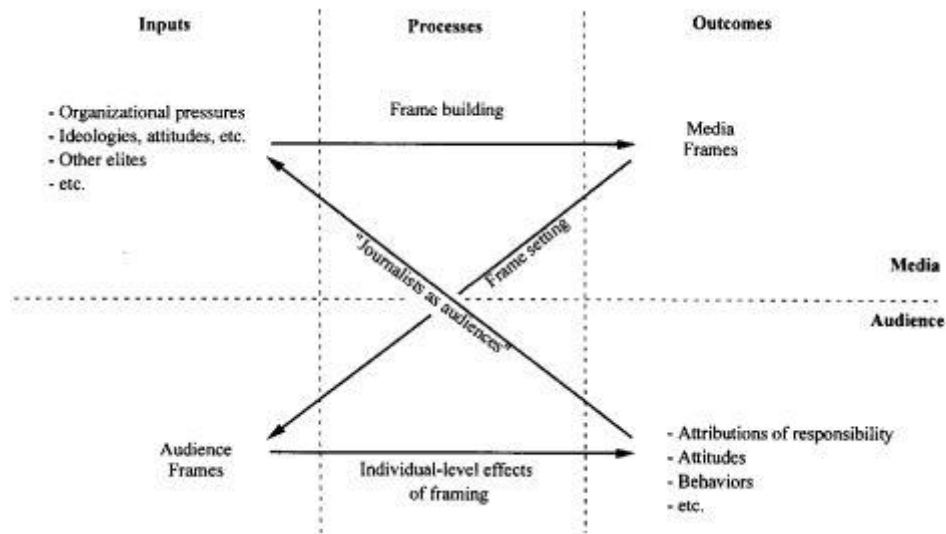 Inputs
Processes
Outcomes
- Organizational pressures
- Ideologies, attitudes, etc.
- Other elites
- etc.
Frame building
Media
Frames
"Journalists as audiences"
Frame setting
Media
Audience
Audience
Frames
Individual-level effects
of framing
- Attributions of responsibility
- Attitudes
- Behaviors
- etc.